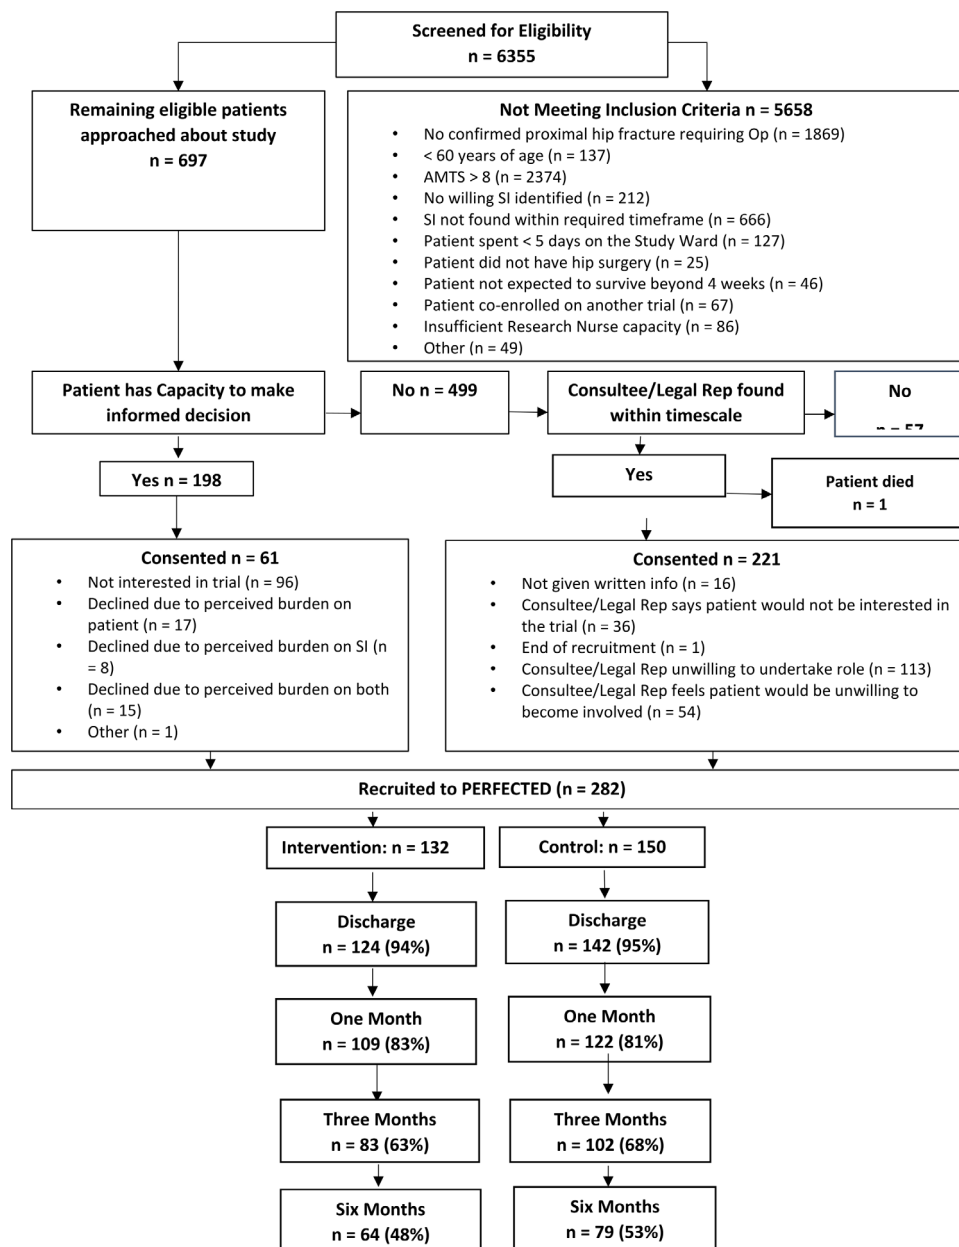 Screened for Eligibility
n = 6355
Remaining eligible patients
approached about study
n = 697
Not Meeting Inclusion Criteria n = 5658
• No confirmed proximal hip fracture requiring Op (n = 1869)
• < 60 years of age (n = 137)
• AMTS > 8 (n = 2374)
• No willing SI identified (n = 212)
• SI not found within required timeframe (n = 666)
• Patient spent < 5 days on the Study Ward (n = 127)
• Patient did not have hip surgery (n = 25)
• Patient not expected to survive beyond 4 weeks (n = 46)
• Patient co-enrolled on another trial (n = 67)
• Insufficient Research Nurse capacity (n = 86)
• Other (n = 49)
Patient has Capacity to make
informed decision
No n = 499
Consultee/Legal Rep found
within timescale
No
n = 57
Yes n = 198
Yes
Patient died
n = 1
Consented n = 61
• Not interested in trial (n = 96)
• Declined due to perceived burden on
patient (n = 17)
• Declined due to perceived burden on SI (n
= 8)
• Declined due to perceived burden on both
(n = 15)
• Other (n = 1)
Consented n = 221
• Not given written info (n = 16)
• Consultee/Legal Rep says patient would not be interested in
the trial (n = 36)
• End of recruitment (n = 1)
• Consultee/Legal Rep unwilling to undertake role (n = 113)
• Consultee/Legal Rep feels patient would be unwilling to
become involved (n = 54)
Recruited to PERFECTED (n = 282)
Intervention: n = 132
Control: n = 150
Discharge
n = 124 (94%)
Discharge
n = 142 (95%)
One Month
n = 109 (83%)
One Month
n = 122 (81%)
Three Months
n = 83 (63%)
Three Months
n = 102 (68%)
Six Months
n = 64 (48%)
Six Months
n = 79 (53%)